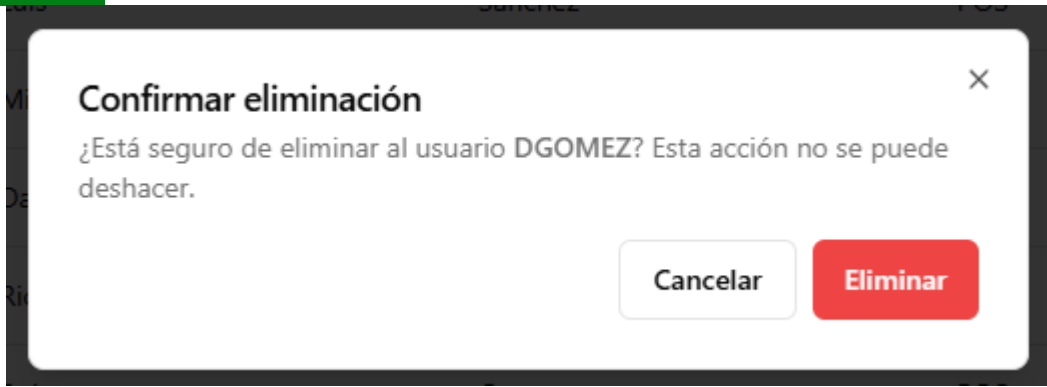 Confirmar eliminación
¿Está seguro de eliminar al usuario DGOMEZ? Esta acción no se puede
deshacer.
Cancelar
Eliminar